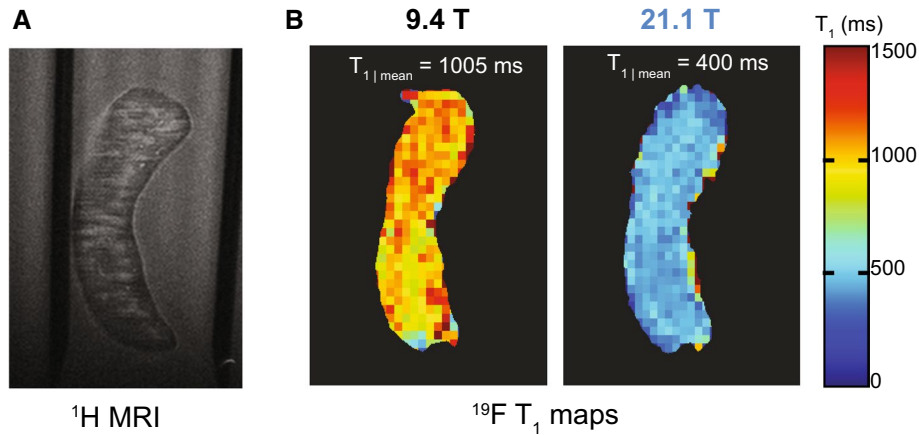 A
B
9.4 T
21.1 T
T₁ (ms)
T₁ | mean = 1005 ms
T₁ | mean = 400 ms
1500
1000
500
0
¹H MRI
¹⁹F T₁ maps